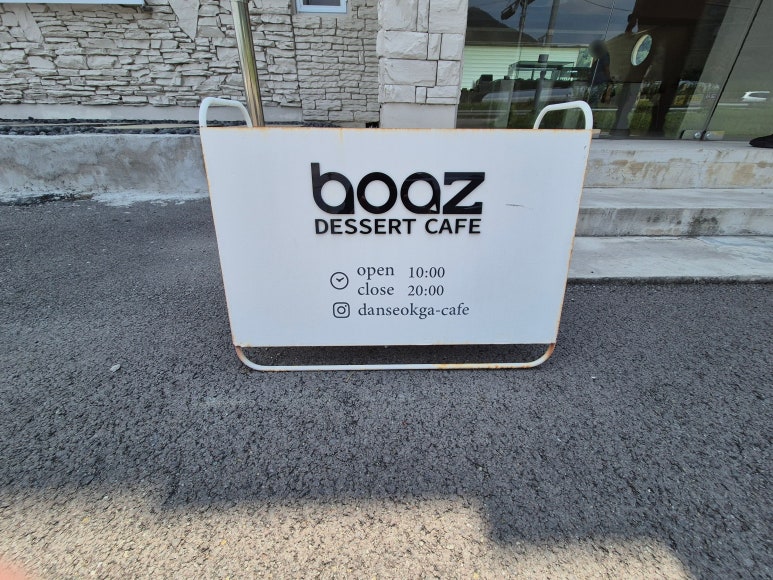 boaz
DESSERT CAFE
open 10:00
close 20:00
danseokga-cafe